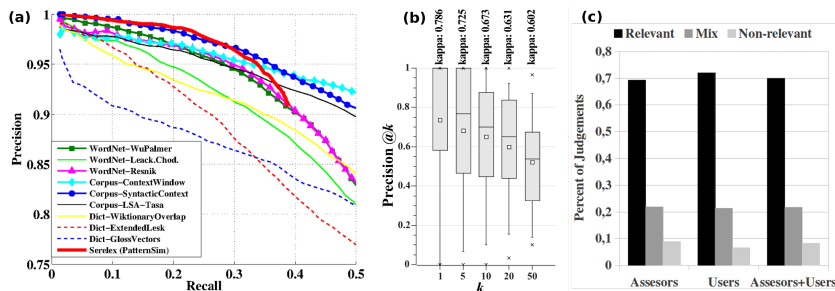 (a)
Precision
1
0.95
0.9
0.85
0.8
0.75
0
0.1
0.2
0.3
0.4
0.5
Recall
WordNet-WuPalmer
WordNet-Leack.Chod.
WordNet-Resnik
Corpus-ContextWindow
Corpus-SyntacticContext
Corpus-LSA-Tasa
Dict-WiktionaryOverlap
Dict-ExtendedLesk
Dict-GlossVectors
Serelex (PatternSim)
(b)
kappa: 0.786
kappa: 0.725
kappa: 0.673
kappa: 0.631
kappa: 0.602
Precision @k
1.0
0.8
0.6
0.4
0.2
0.0
1
5
10
20
50
k
(c)
Relevant
Mix
Non-relevant
Percent of Judgements
0,8
0,7
0,6
0,5
0,4
0,3
0,2
0,1
0
Assesors
Users
Assesors+Users